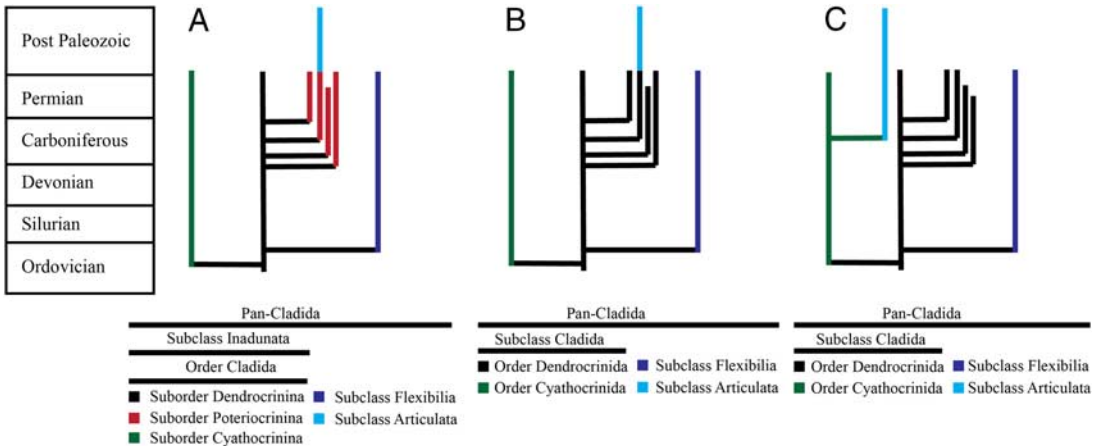 A
B
C
Post Paleozoic
Permian
Carboniferous
Devonian
Silurian
Ordovician
Pan-Cladida
Subclass Inadunata
Order Cladida
Suborder Dendrocrinina
Subclass Flexibilia
Suborder Poteriocrinina
Subclass Articulata
Suborder Cyathocrinina
Pan-Cladida
Subclass Cladida
Order Dendrocrinida
Subclass Flexibilia
Order Cyathocrinida
Subclass Articulata
Pan-Cladida
Subclass Cladida
Order Dendrocrinida
Subclass Flexibilia
Order Cyathocrinida
Subclass Articulata